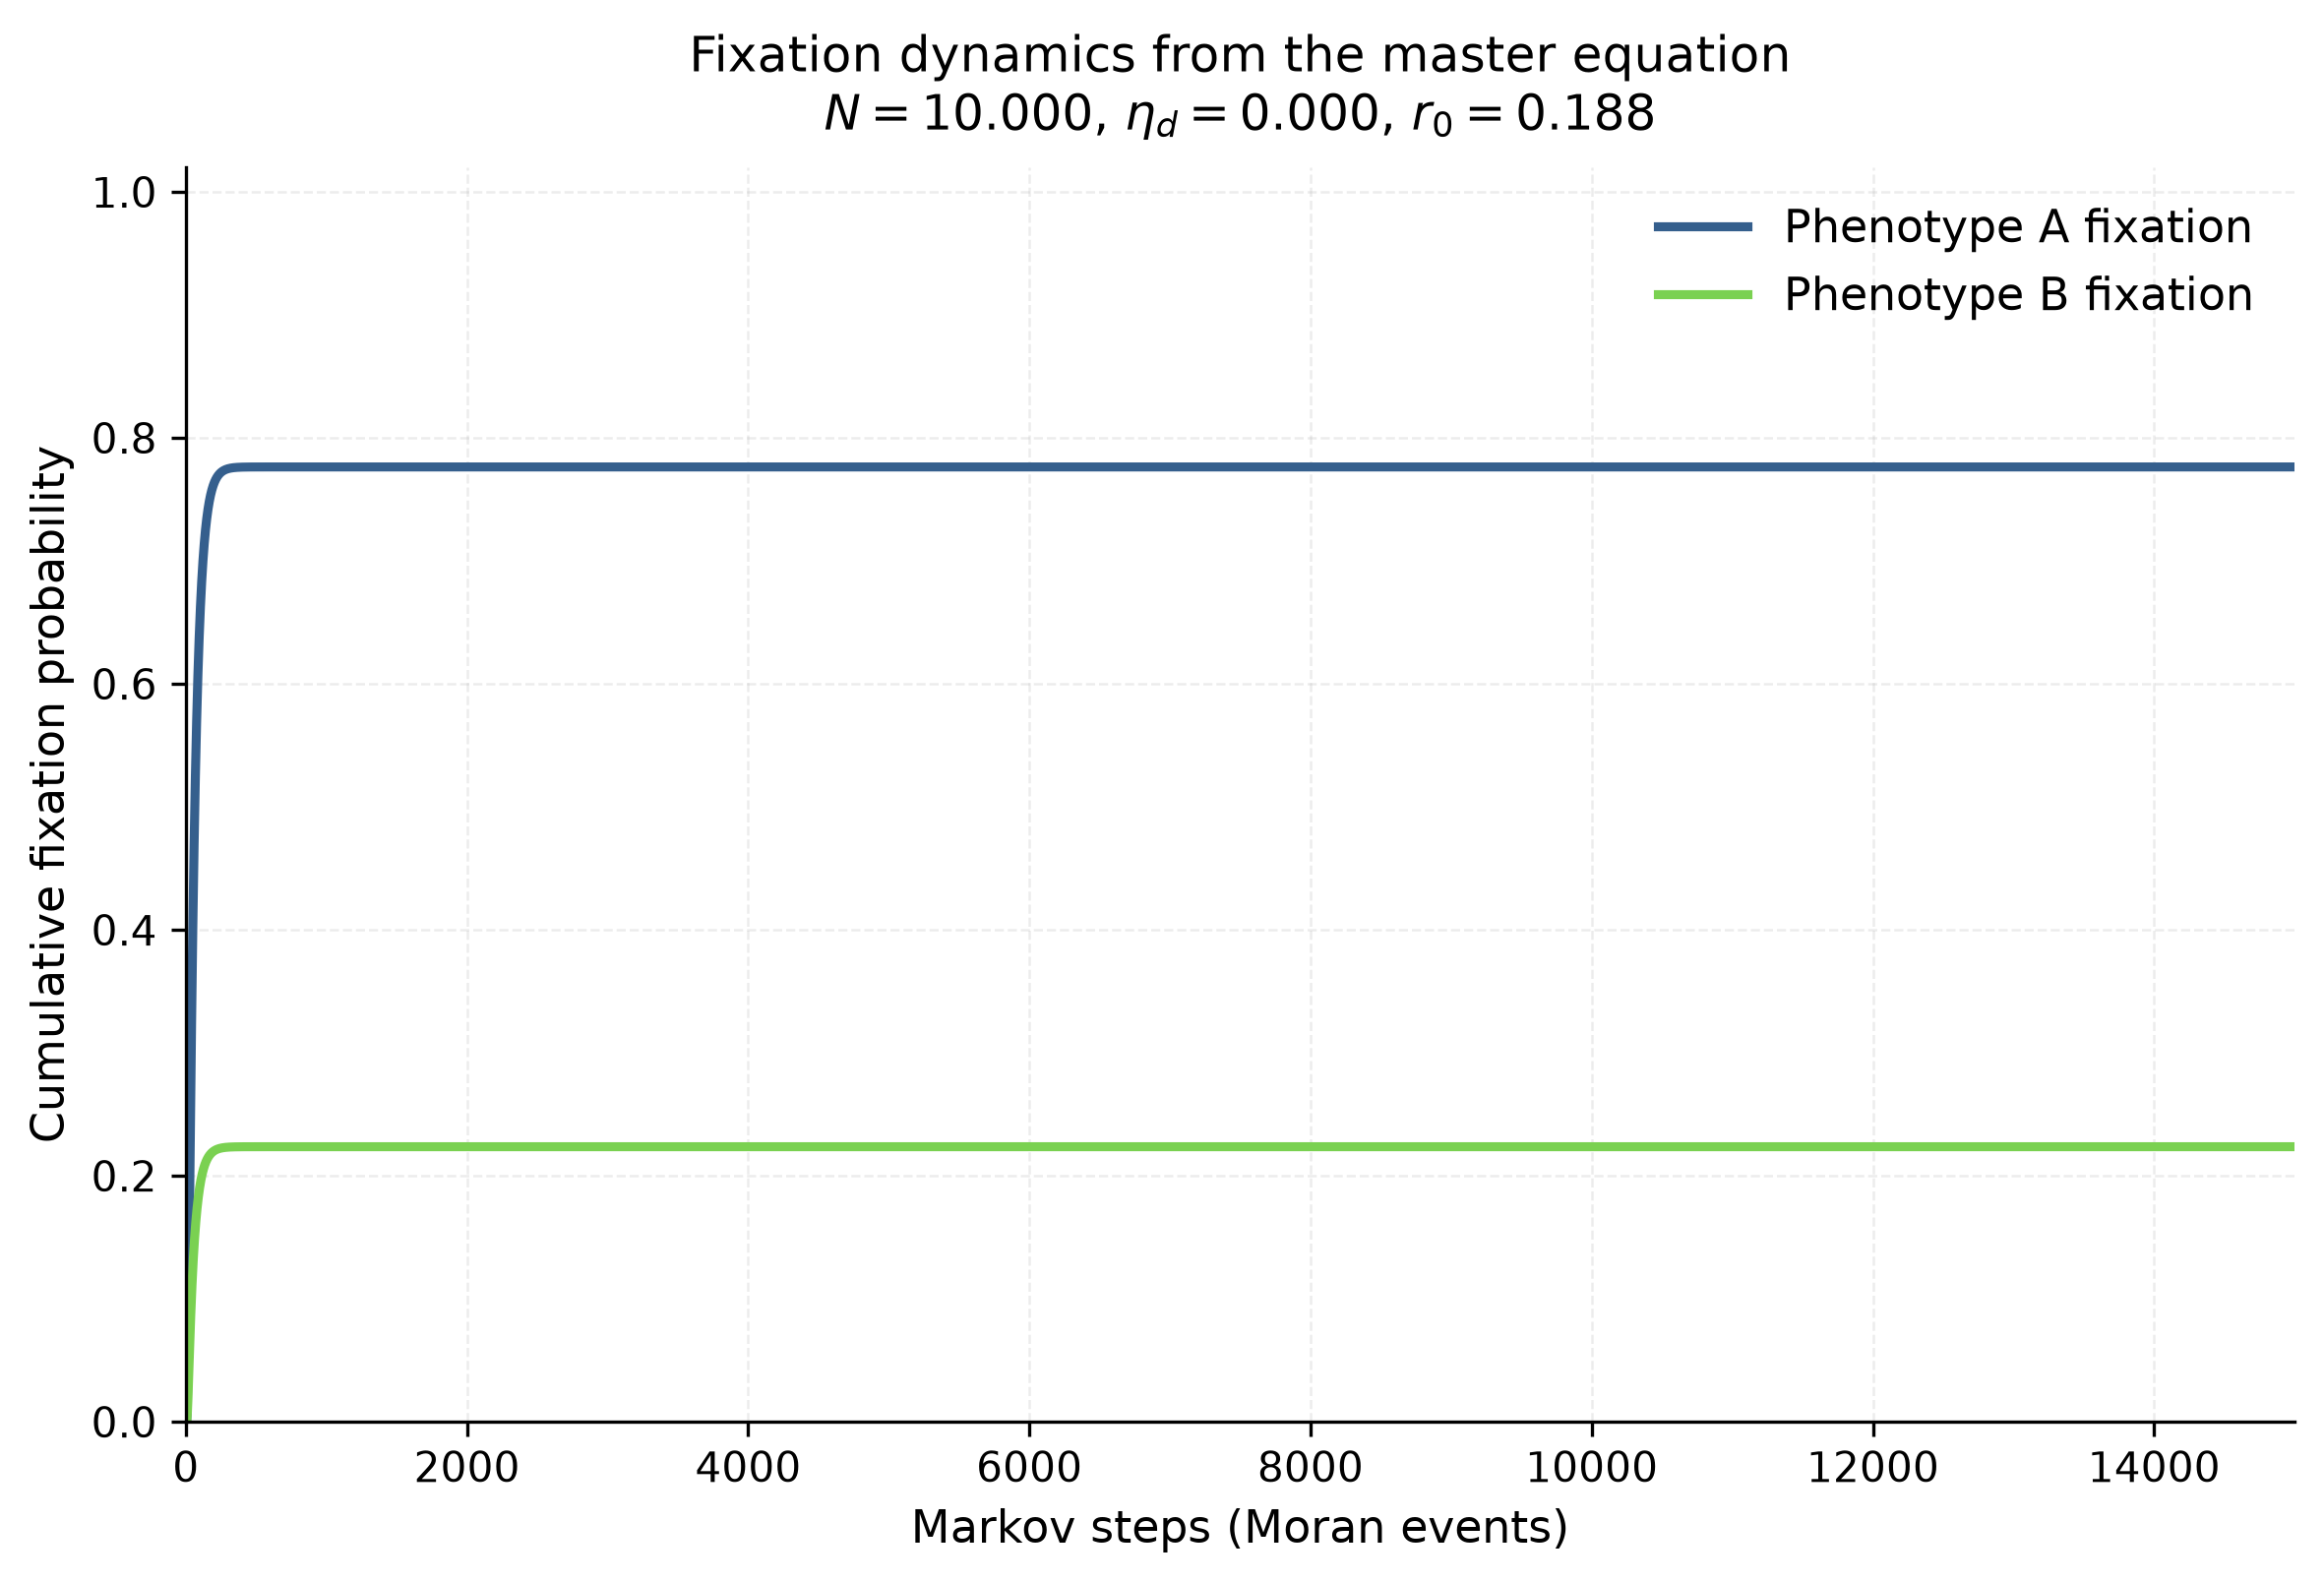 Fixation dynamics from the master equation
N = 10.000, η_d = 0.000, r_0 = 0.188
Phenotype A fixation
Phenotype B fixation
Cumulative fixation probability
1.0
0.8
0.6
0.4
0.2
0.0
0 2000 4000 6000 8000 10000 12000 14000
Markov steps (Moran events)